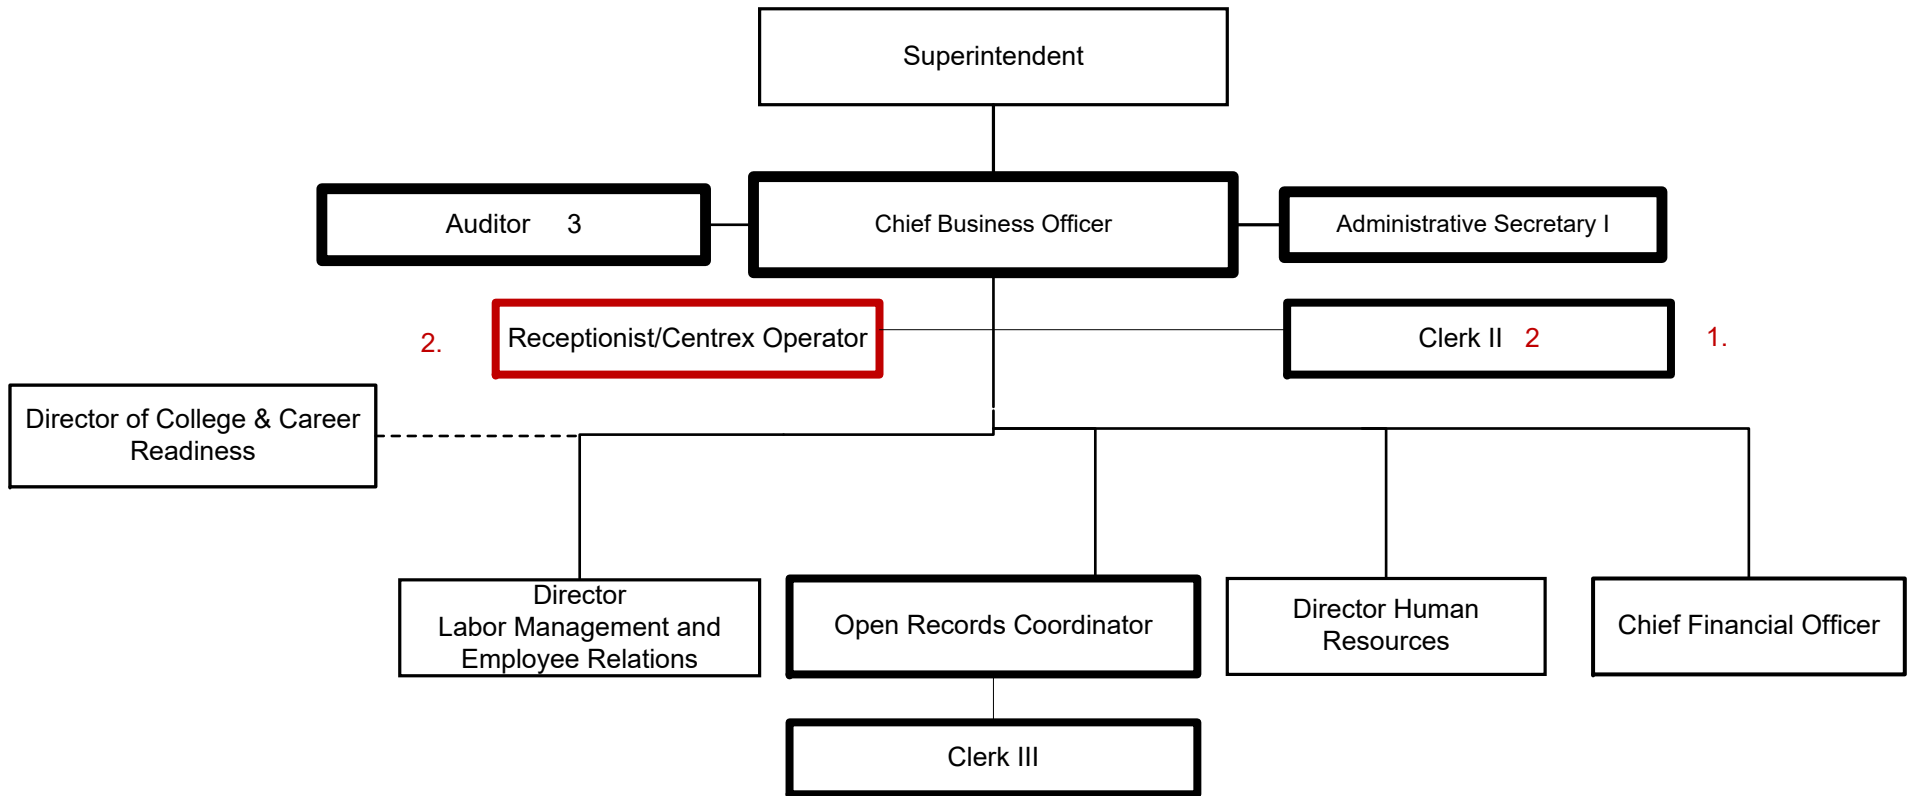 Superintendent
Auditor 3
Chief Business Officer
Administrative Secretary I
2.
Receptionist/Centrex Operator
Clerk II 2
1.
Director of College & Career
Readiness
Director
Labor Management and
Employee Relations
Open Records Coordinator
Director Human
Resources
Chief Financial Officer
Clerk III